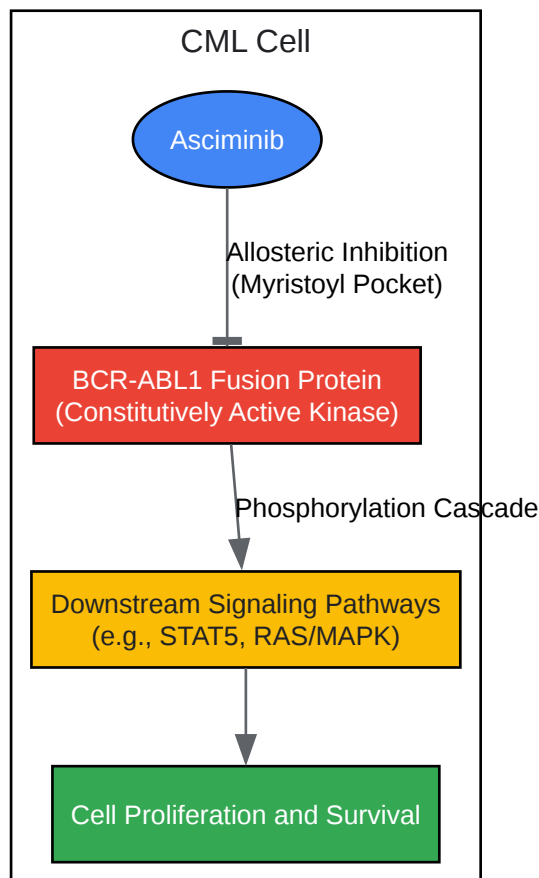 CML Cell
Asciminib
Allosteric Inhibition
(Myristoyl Pocket)
BCR-ABL1 Fusion Protein
(Constitutively Active Kinase)
Phosphorylation Cascade
Downstream Signaling Pathways
(e.g., STAT5, RAS/MAPK)
Cell Proliferation and Survival